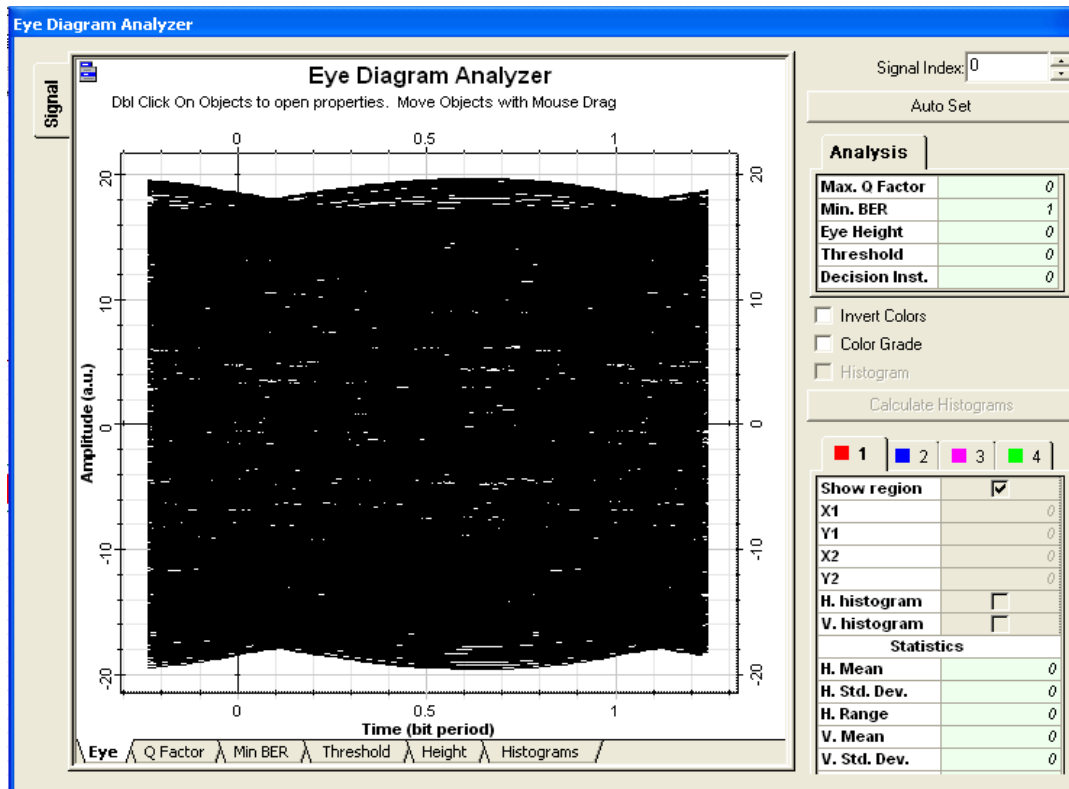 Eye Diagram Analyzer
Signal
Eye Diagram Analyzer
Dbl Click On Objects to open properties. Move Objects with Mouse Drag
0 0.5 1
20 10 0 -10 -20
Amplitude (a.u.)
20 10 0 -10 -20
0 0.5 1
Time (bit period)
Eye Q Factor Min BER Threshold Height Histograms
Signal Index: 0
Auto Set
Analysis
Max. Q Factor 0
Min. BER 1
Eye Height 0
Threshold 0
Decision Inst. 0
Invert Colors
Color Grade
Histogram
Calculate Histograms
1 2 3 4
Show region
X1 0
Y1 0
X2 0
Y2 0
H. histogram
V. histogram
Statistics
H. Mean 0
H. Std. Dev. 0
H. Range 0
V. Mean 0
V. Std. Dev. 0